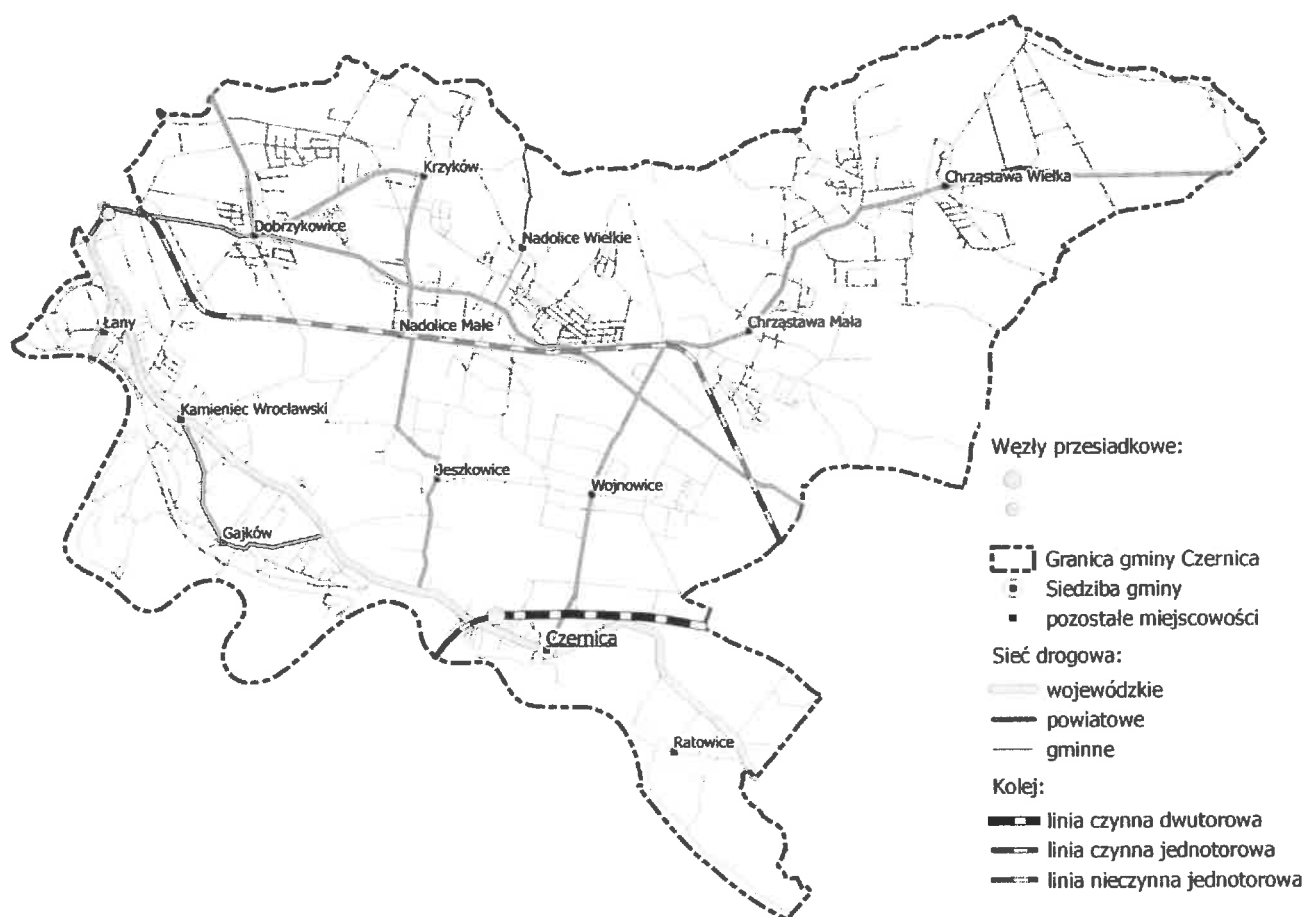 Krzyków
Chrząstawa Wielka
Dobrzykowice
Nadolice Wielkie
Łany
Nadolice Małe
Chrząstawa Mała
Kamieniec Wrocławski
Jeszkowice
Wojnowice
Gajków
Czernica
Ratowice
Węzły przesiadkowe:
Granica gminy Czernica
Siedziba gminy
pozostałe miejscowości
Sieć drogowa:
wojewódzkie
powiatowe
gminne
Kolej:
linia czynna dwutorowa
linia czynna jednotorowa
linia nieczynna jednotorowa